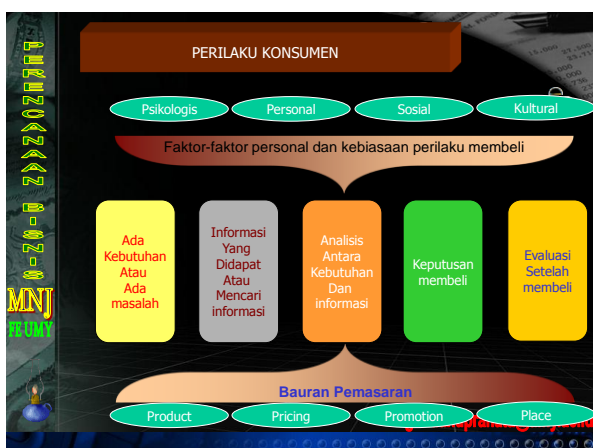 PERENCANAAN BISNIS
MNJ
FE UMY
PERILAKU KONSUMEN
Psikologis
Personal
Sosial
Kultural
Faktor-faktor personal dan kebiasaan perilaku membeli
Ada
Kebutuhan
Atau
Ada
masalah
Informasi
Yang
Didapat
Atau
Mencari
informasi
Analisis
Antara
Kebutuhan
Dan
informasi
Keputusan
membeli
Evaluasi
Setelah
membeli
Bauran Pemasaran
Product
Pricing
Promotion
Place